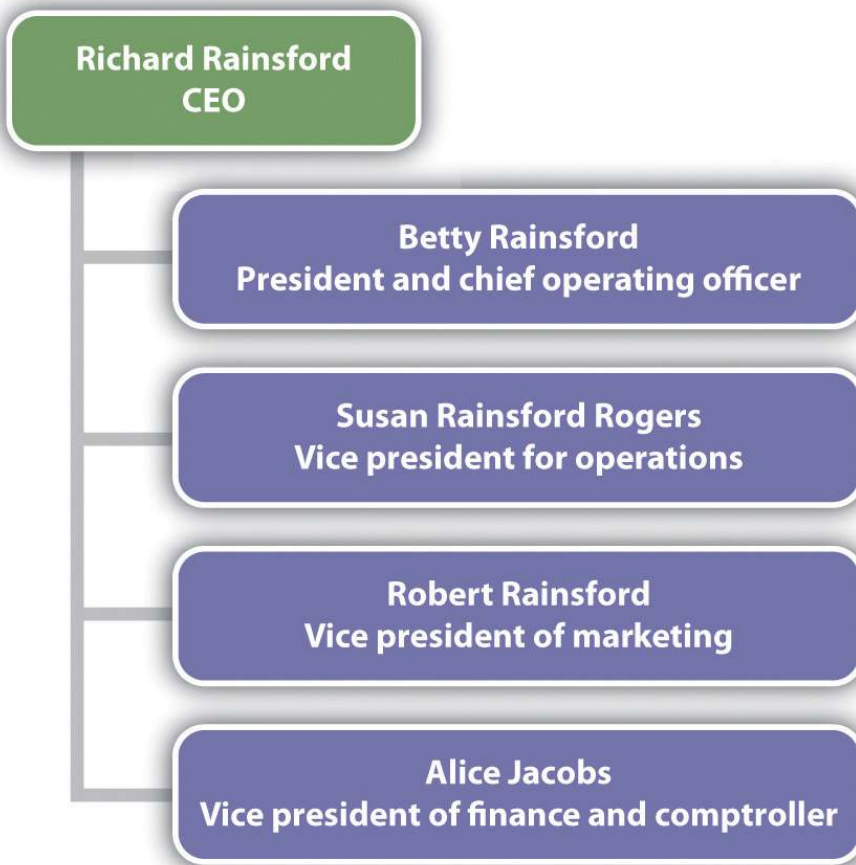 Richard Rainsford
CEO
Betty Rainsford
President and chief operating officer
Susan Rainsford Rogers
Vice president for operations
Robert Rainsford
Vice president of marketing
Alice Jacobs
Vice president of finance and comptroller